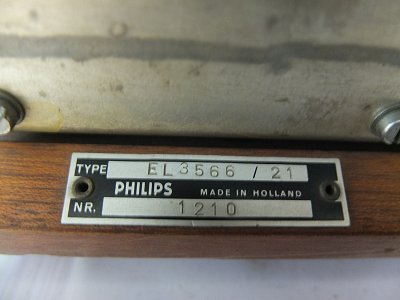 TYPE EL3566/21
PHILIPS MADE IN HOLLAND
NR. 1210